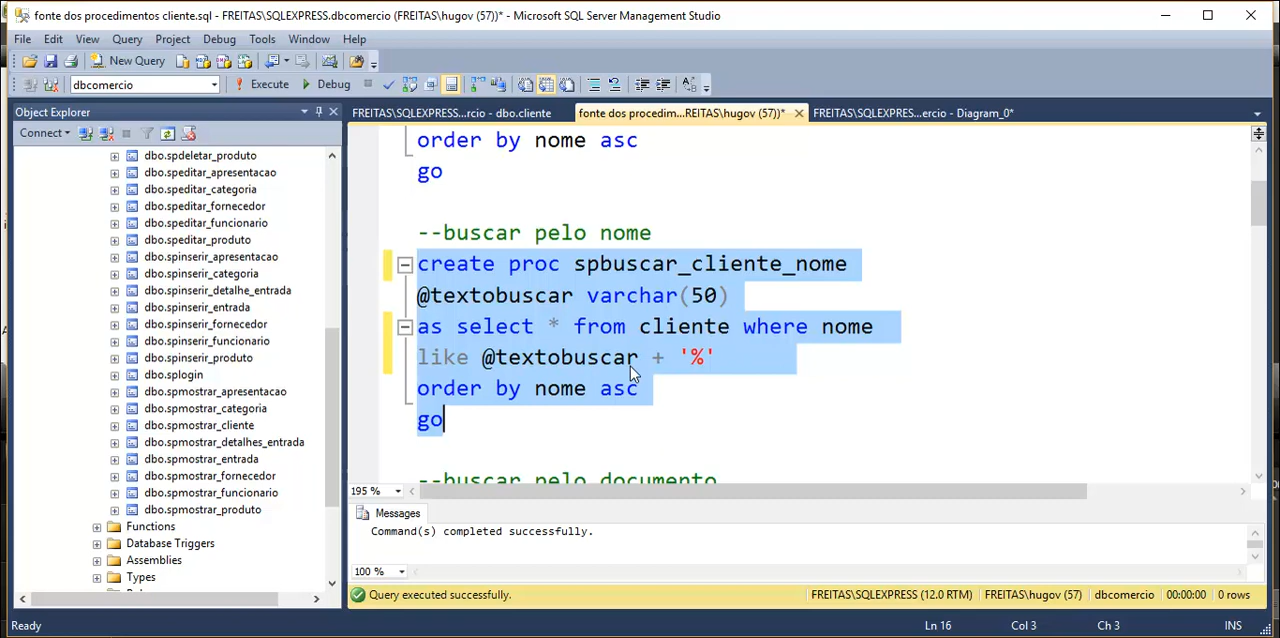 fonte dos procedimentos cliente.sql - FREITAS\SQLEXPRESS.dbcomercio (FREITAS\hugov (57))* - Microsoft SQL Server Management Studio
File Edit View Query Project Debug Tools Window Help
New Query
dbcomercio Execute Debug
Object Explorer
FREITAS\SQLEXPRESS...rcio - dbo.cliente
fonte dos procedim...REITAS\hugov (57))*
FREITAS\SQLEXPRESS...ercio - Diagram_0*
Connect
dbo.spdeletar_produto
dbo.speditar_apresentacao
dbo.speditar_categoria
dbo.speditar_fornecedor
dbo.speditar_funcionario
dbo.speditar_produto
dbo.spinserir_apresentacao
dbo.spinserir_categoria
dbo.spinserir_detalhe_entrada
dbo.spinserir_entrada
dbo.spinserir_fornecedor
dbo.spinserir_funcionario
dbo.spinserir_produto
dbo.splogin
dbo.spmostrar_apresentacao
dbo.spmostrar_categoria
dbo.spmostrar_cliente
dbo.spmostrar_detalhes_entrada
dbo.spmostrar_entrada
dbo.spmostrar_fornecedor
dbo.spmostrar_funcionario
dbo.spmostrar_produto
Functions
Database Triggers
Assemblies
Types
order by nome asc
go
--buscar pelo nome
create proc spbuscar_cliente_nome
@textobuscar varchar(50)
as select * from cliente where nome
like @textobuscar + '%'
order by nome asc
go
--buscar pelo documento
195 %
Messages
Command(s) completed successfully.
100 %
Query executed successfully. FREITAS\SQLEXPRESS (12.0 RTM) FREITAS\hugov (57) dbcomercio 00:00:00 0 rows
Ready Ln 16 Col 3 Ch 3 INS